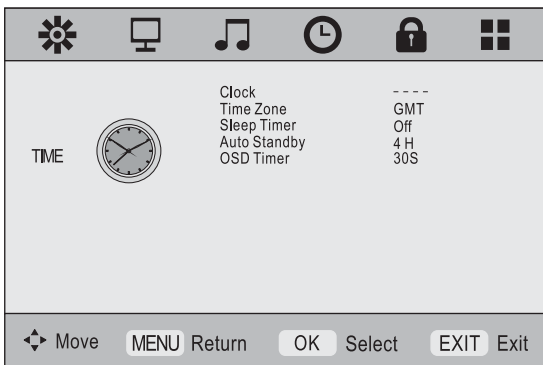 Clock - - - -
Time Zone GMT
Sleep Timer Off
Auto Standby 4 H
TIME
OSD Timer 30S
Move MENU Return OK Select EXIT Exit